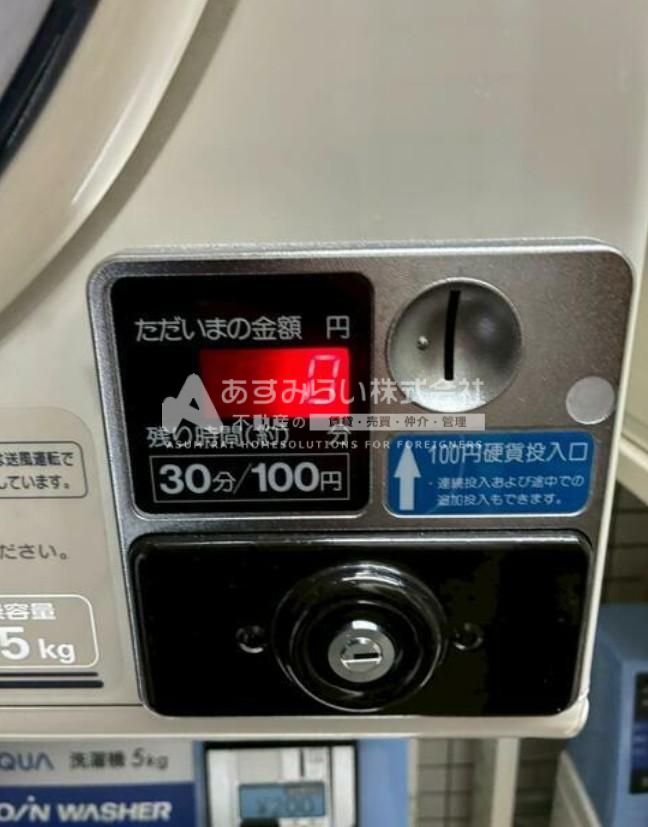 ただいまの金額 円
0
あすみらい株式会社
不動産の 賃貸・売買・仲介・管理
ASUMIRAI HOMESOLUTIONS FOR FOREIGNERS
残り時間(約) 分
30分/100円
100円硬貨投入口
・連続投入および途中での
追加投入もできます。
は送風運転で
しています。
ださい。
容量
5kg
QUA 洗濯機 5kg
OIN WASHER
¥200